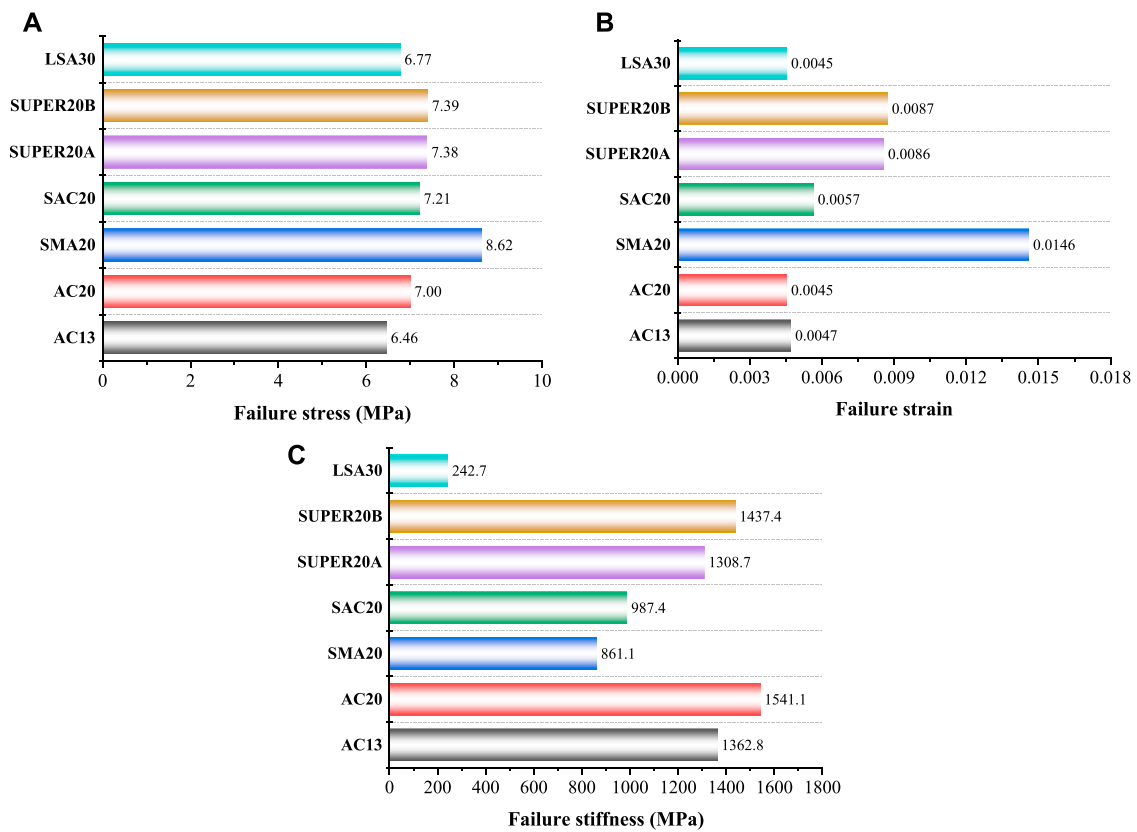 A
LSA30
6.77
SUPER20B
7.39
SUPER20A
7.38
SAC20
7.21
SMA20
8.62
AC20
7.00
AC13
6.46
0 2 4 6 8 10
Failure stress (MPa)
B
LSA30
0.0045
SUPER20B
0.0087
SUPER20A
0.0086
SAC20
0.0057
SMA20
0.0146
AC20
0.0045
AC13
0.0047
0.000 0.003 0.006 0.009 0.012 0.015 0.018
Failure strain
C
LSA30
242.7
SUPER20B
1437.4
SUPER20A
1308.7
SAC20
987.4
SMA20
861.1
AC20
1541.1
AC13
1362.8
0 200 400 600 800 1000 1200 1400 1600 1800
Failure stiffness (MPa)